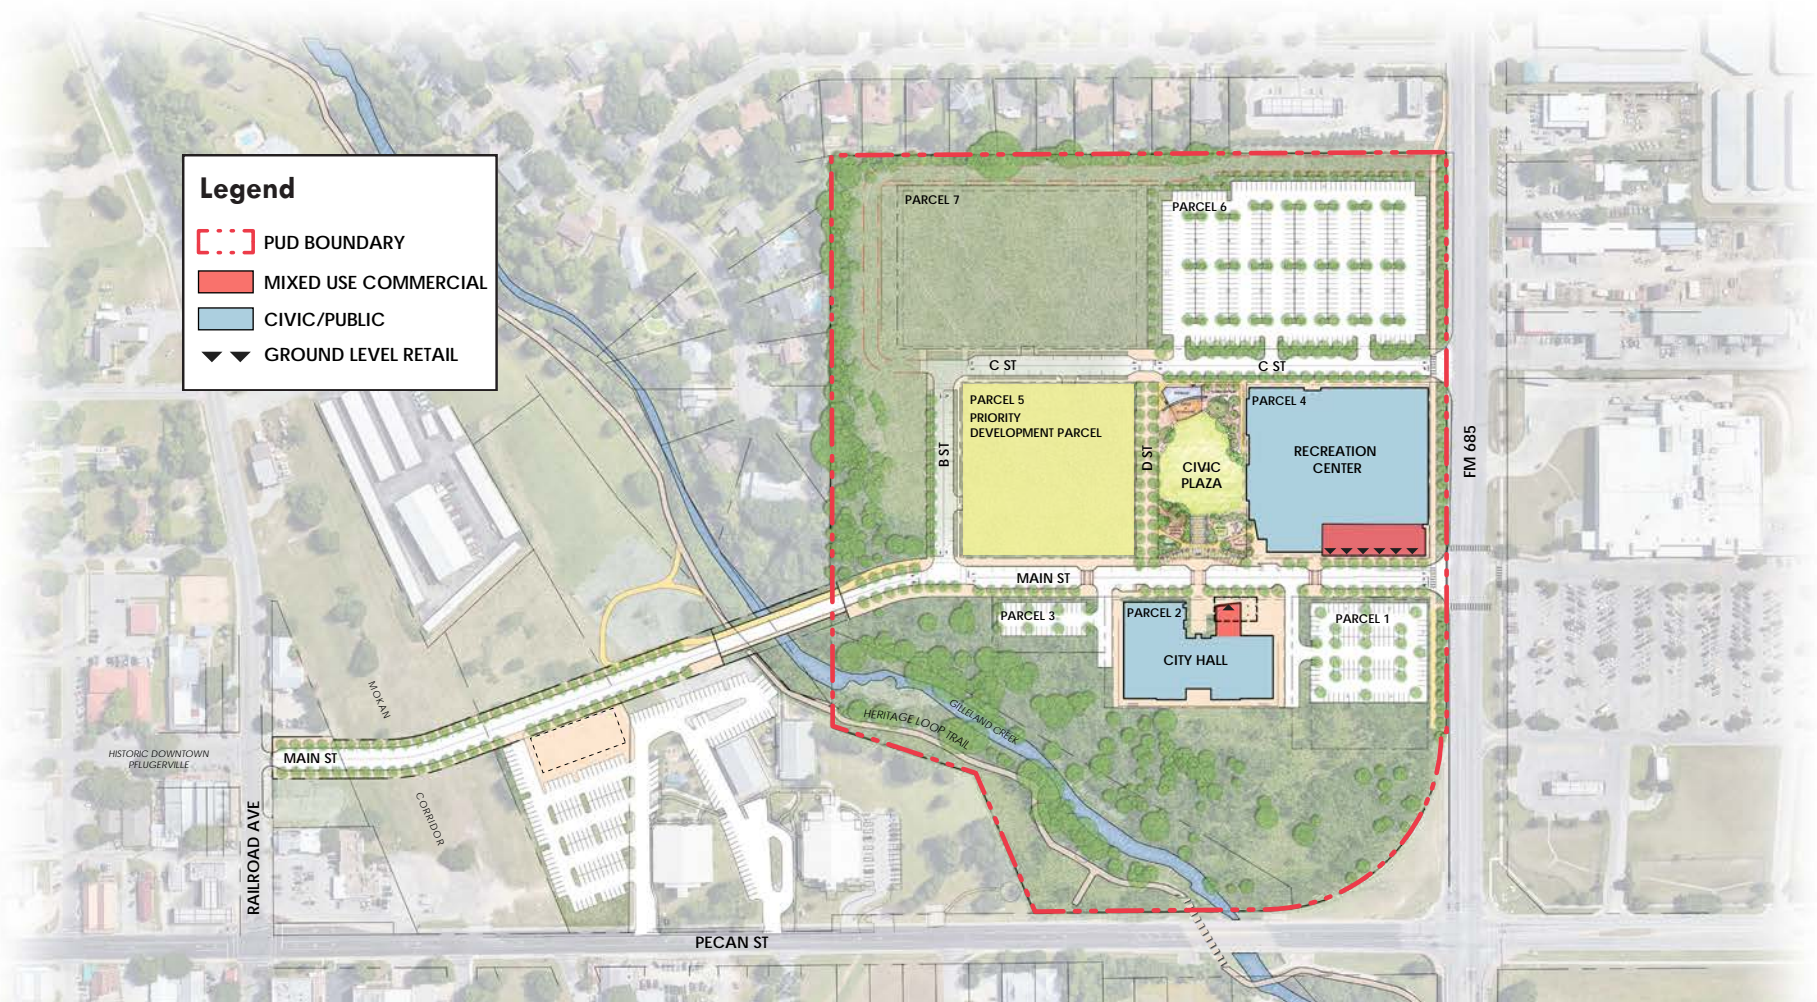 Legend
PUD BOUNDARY
MIXED USE COMMERCIAL
CIVIC/PUBLIC
GROUND LEVEL RETAIL
PARCEL 7
PARCEL 6
C ST
C ST
PARCEL 5
PRIORITY
DEVELOPMENT PARCEL
B ST
D ST
CIVIC
PLAZA
PARCEL 4
RECREATION
CENTER
FM 685
MAIN ST
PARCEL 3
PARCEL 2
CITY HALL
PARCEL 1
GILLELAND CREEK
HERITAGE LOOP TRAIL
MOKAN
CORRIDOR
HISTORIC DOWNTOWN
PFLUGERVILLE
MAIN ST
RAILROAD AVE
PECAN ST